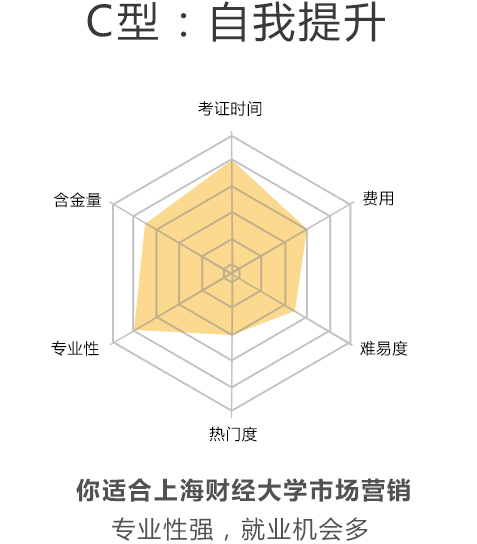 C型：自我提升
考证时间
含金量
费用
专业性
难易度
热门度
你适合上海财经大学市场营销
专业性强，就业机会多